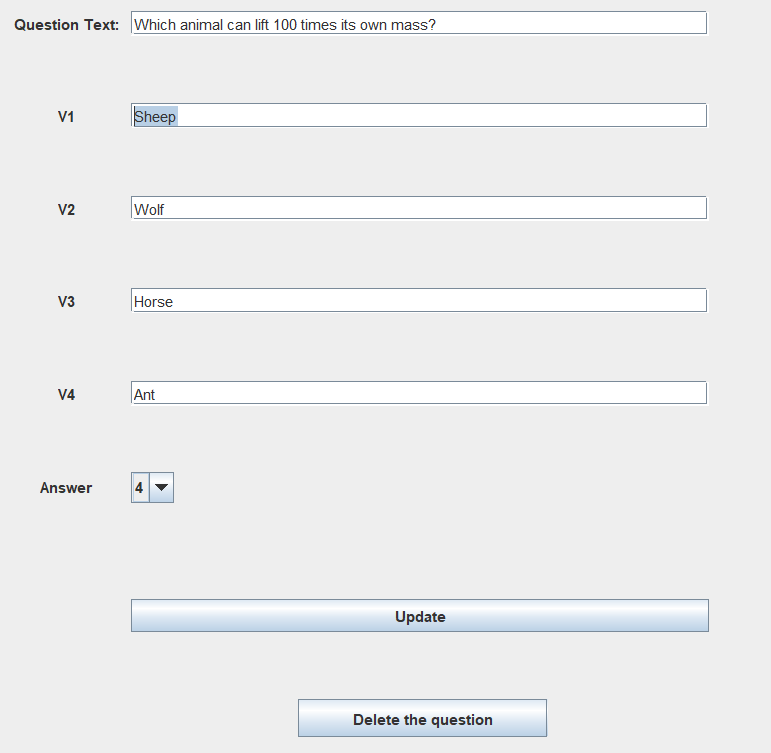 Question Text: Which animal can lift 100 times its own mass?
V1 Sheep
V2 Wolf
V3 Horse
V4 Ant
Answer 4
Update
Delete the question